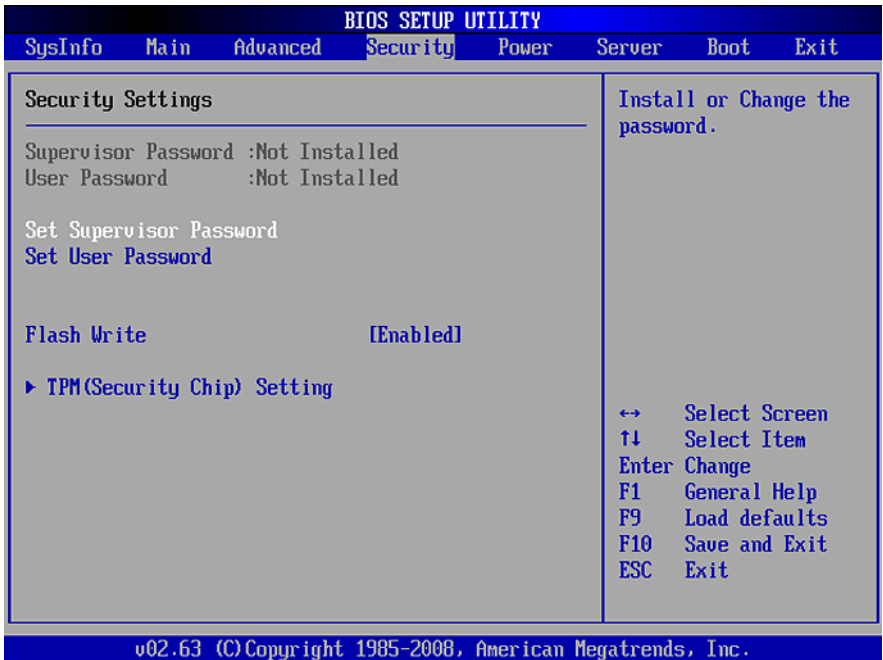 BIOS SETUP UTILITY
SysInfo Main Advanced Security Power Server Boot Exit
Security Settings
Supervisor Password :Not Installed
User Password :Not Installed
Set Supervisor Password
Set User Password
Flash Write [Enabled]
▶ TPM(Security Chip) Setting
Install or Change the
password.
↔ Select Screen
↑↓ Select Item
Enter Change
F1 General Help
F9 Load defaults
F10 Save and Exit
ESC Exit
v02.63 (C)Copyright 1985-2008, American Megatrends, Inc.